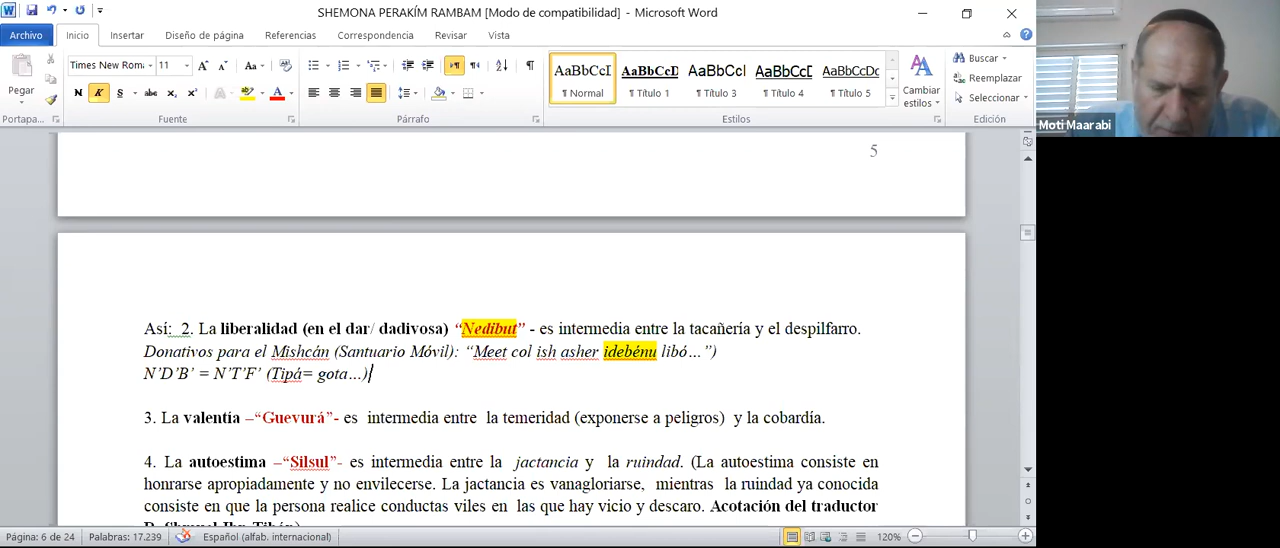 SHEMONA PERAKÍM RAMBAM [Modo de compatibilidad] - Microsoft Word
Archivo Inicio Insertar Diseño de página Referencias Correspondencia Revisar Vista
Times New Rom 11 Aa
Pegar
N K S abc x₂ x² A
Portapa... Fuente Párrafo Estilos Edición
AaBbCcI AaBbCcD AaBbCcI AaBbCcD AaBbCcDc
¶ Normal ¶ Título 1 ¶ Título 3 ¶ Título 4 ¶ Título 5
Cambiar estilos
Buscar
Reemplazar
Seleccionar
Moti Maarabi
5
Así: 2. La liberalidad (en el dar/ dadivosa) “Nedibut” - es intermedia entre la tacañería y el despilfarro.
Donativos para el Mishcán (Santuario Móvil): “Meet col ish asher idebénu libó…”)
N’D’B’ = N’T’F’ (Tipá= gota…)
3. La valentía –“Guevurá”- es intermedia entre la temeridad (exponerse a peligros) y la cobardía.
4. La autoestima –“Silsul”- es intermedia entre la jactancia y la ruindad. (La autoestima consiste en
honrarse apropiadamente y no envilecerse. La jactancia es vanagloriarse, mientras la ruindad ya conocida
consiste en que la persona realice conductas viles en las que hay vicio y descaro. Acotación del traductor
Página: 6 de 24 Palabras: 17.239 Español (alfab. internacional) 120%